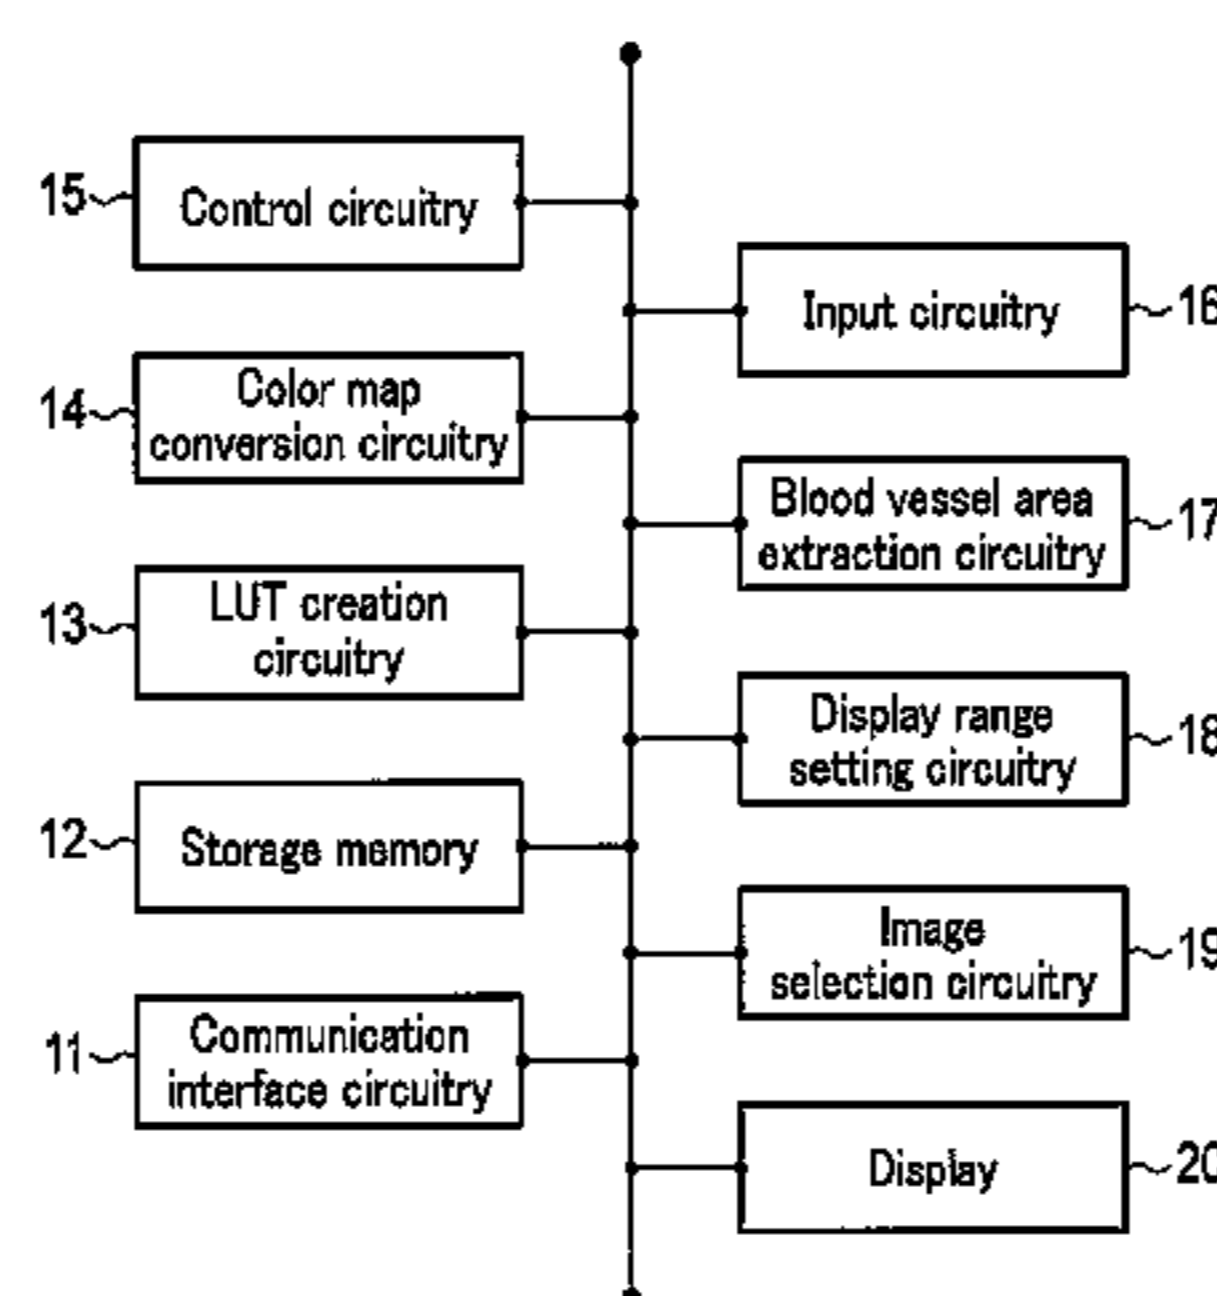 15
Control circuitry
Input circuitry
16
14
Color map
conversion circuitry
Blood vessel area
extraction circuitry
17
13
LUT creation
circuitry
Display range
setting circuitry
18
12
Storage memory
Image
selection circuitry
19
11
Communication
interface circuitry
Display
20